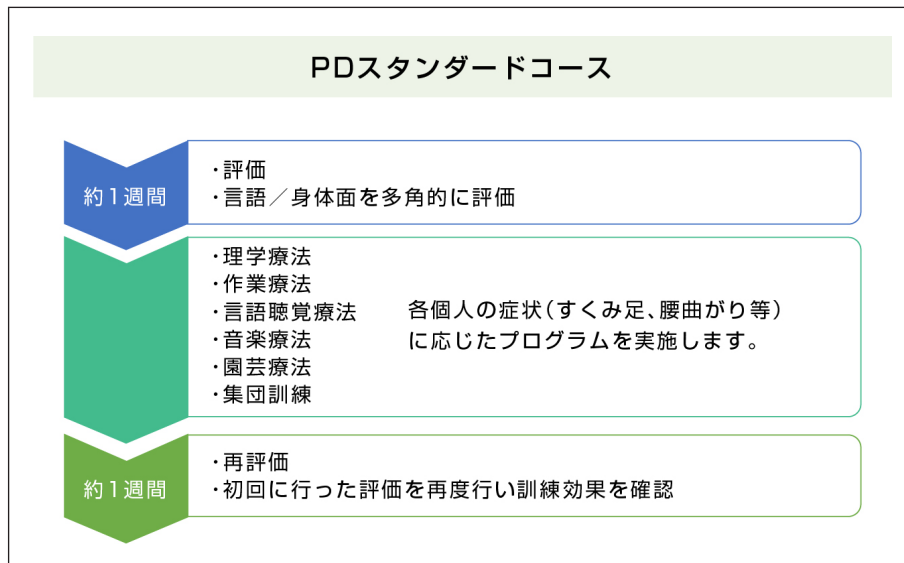 PDスタンダードコース
約1週間
・評価
・言語／身体面を多角的に評価
・理学療法
・作業療法
・言語聴覚療法
・音楽療法
・園芸療法
・集団訓練
各個人の症状(すくみ足、腰曲がり等)
に応じたプログラムを実施します。
約1週間
・再評価
・初回に行った評価を再度行い訓練効果を確認